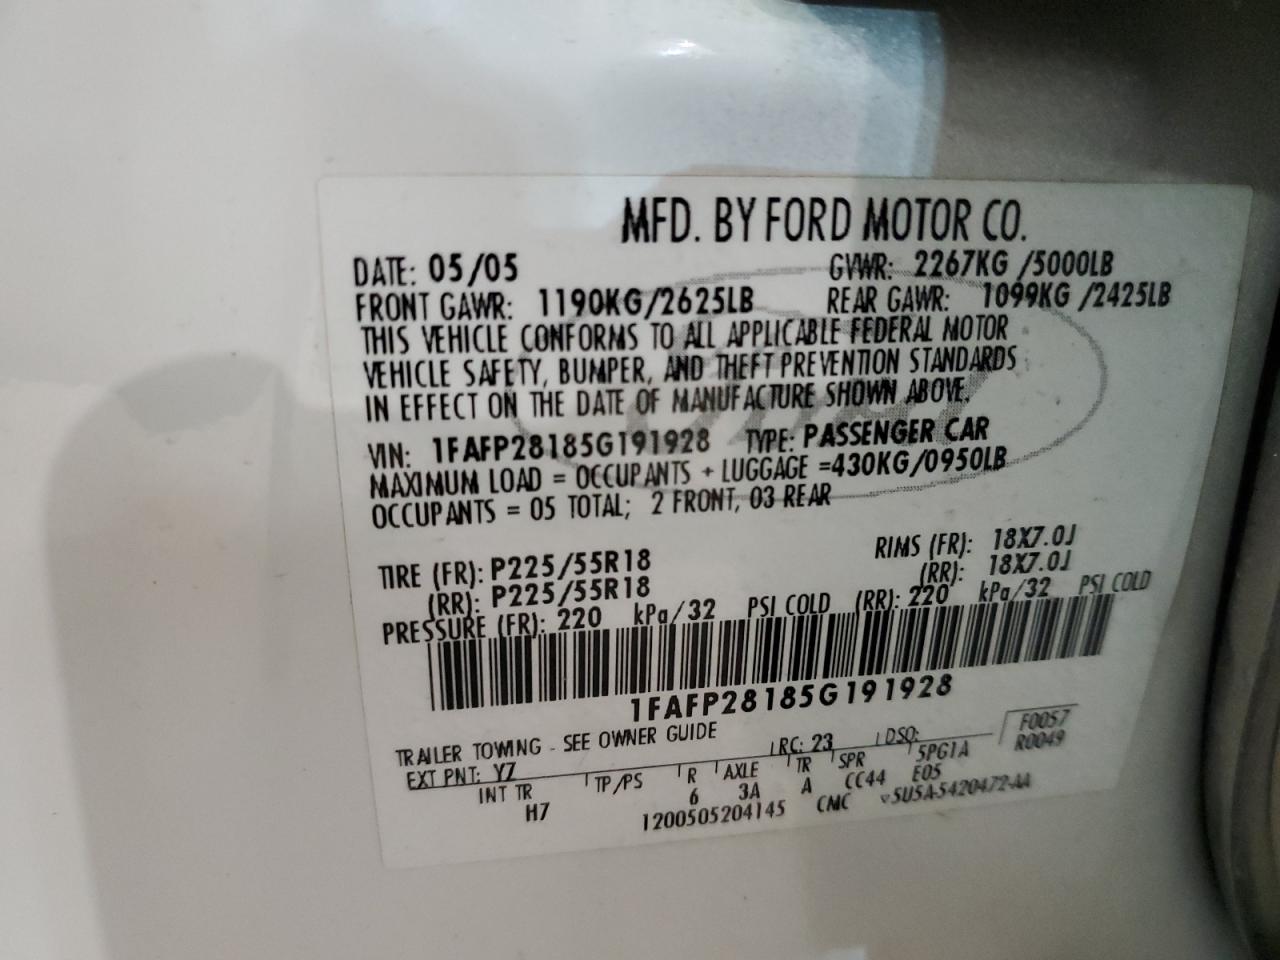 MFD. BY FORD MOTOR CO.
DATE: 05/05 GVWR: 2267KG /5000LB
FRONT GAWR: 1190KG/2625LB REAR GAWR: 1099KG /2425LB
THIS VEHICLE CONFORMS TO ALL APPLICABLE FEDERAL MOTOR
VEHICLE SAFETY, BUMPER, AND THEFT PREVENTION STANDARDS
IN EFFECT ON THE DATE OF MANUFACTURE SHOWN ABOVE.
VIN: 1FAFP28185G191928 TYPE: PASSENGER CAR
MAXIMUM LOAD = OCCUPANTS + LUGGAGE =430KG/0950LB
OCCUPANTS = 05 TOTAL; 2 FRONT, 03 REAR
TIRE (FR): P225/55R18 RIMS (FR): 18X7.0J
(RR): P225/55R18 (RR): 18X7.0J
PRESSURE (FR): 220 kPa/32 PSI COLD (RR): 220 kPa/32 PSI COLD
1FAFP28185G191928
TRAILER TOWING - SEE OWNER GUIDE RC: 23 DSO: F0057
EXT PNT: YZ 5PG1A R0049
INT TR TP/PS R AXLE TR SPR E05
H7 6 3A A CC44
1200505204145 CMC 5U5A-5420472-AA